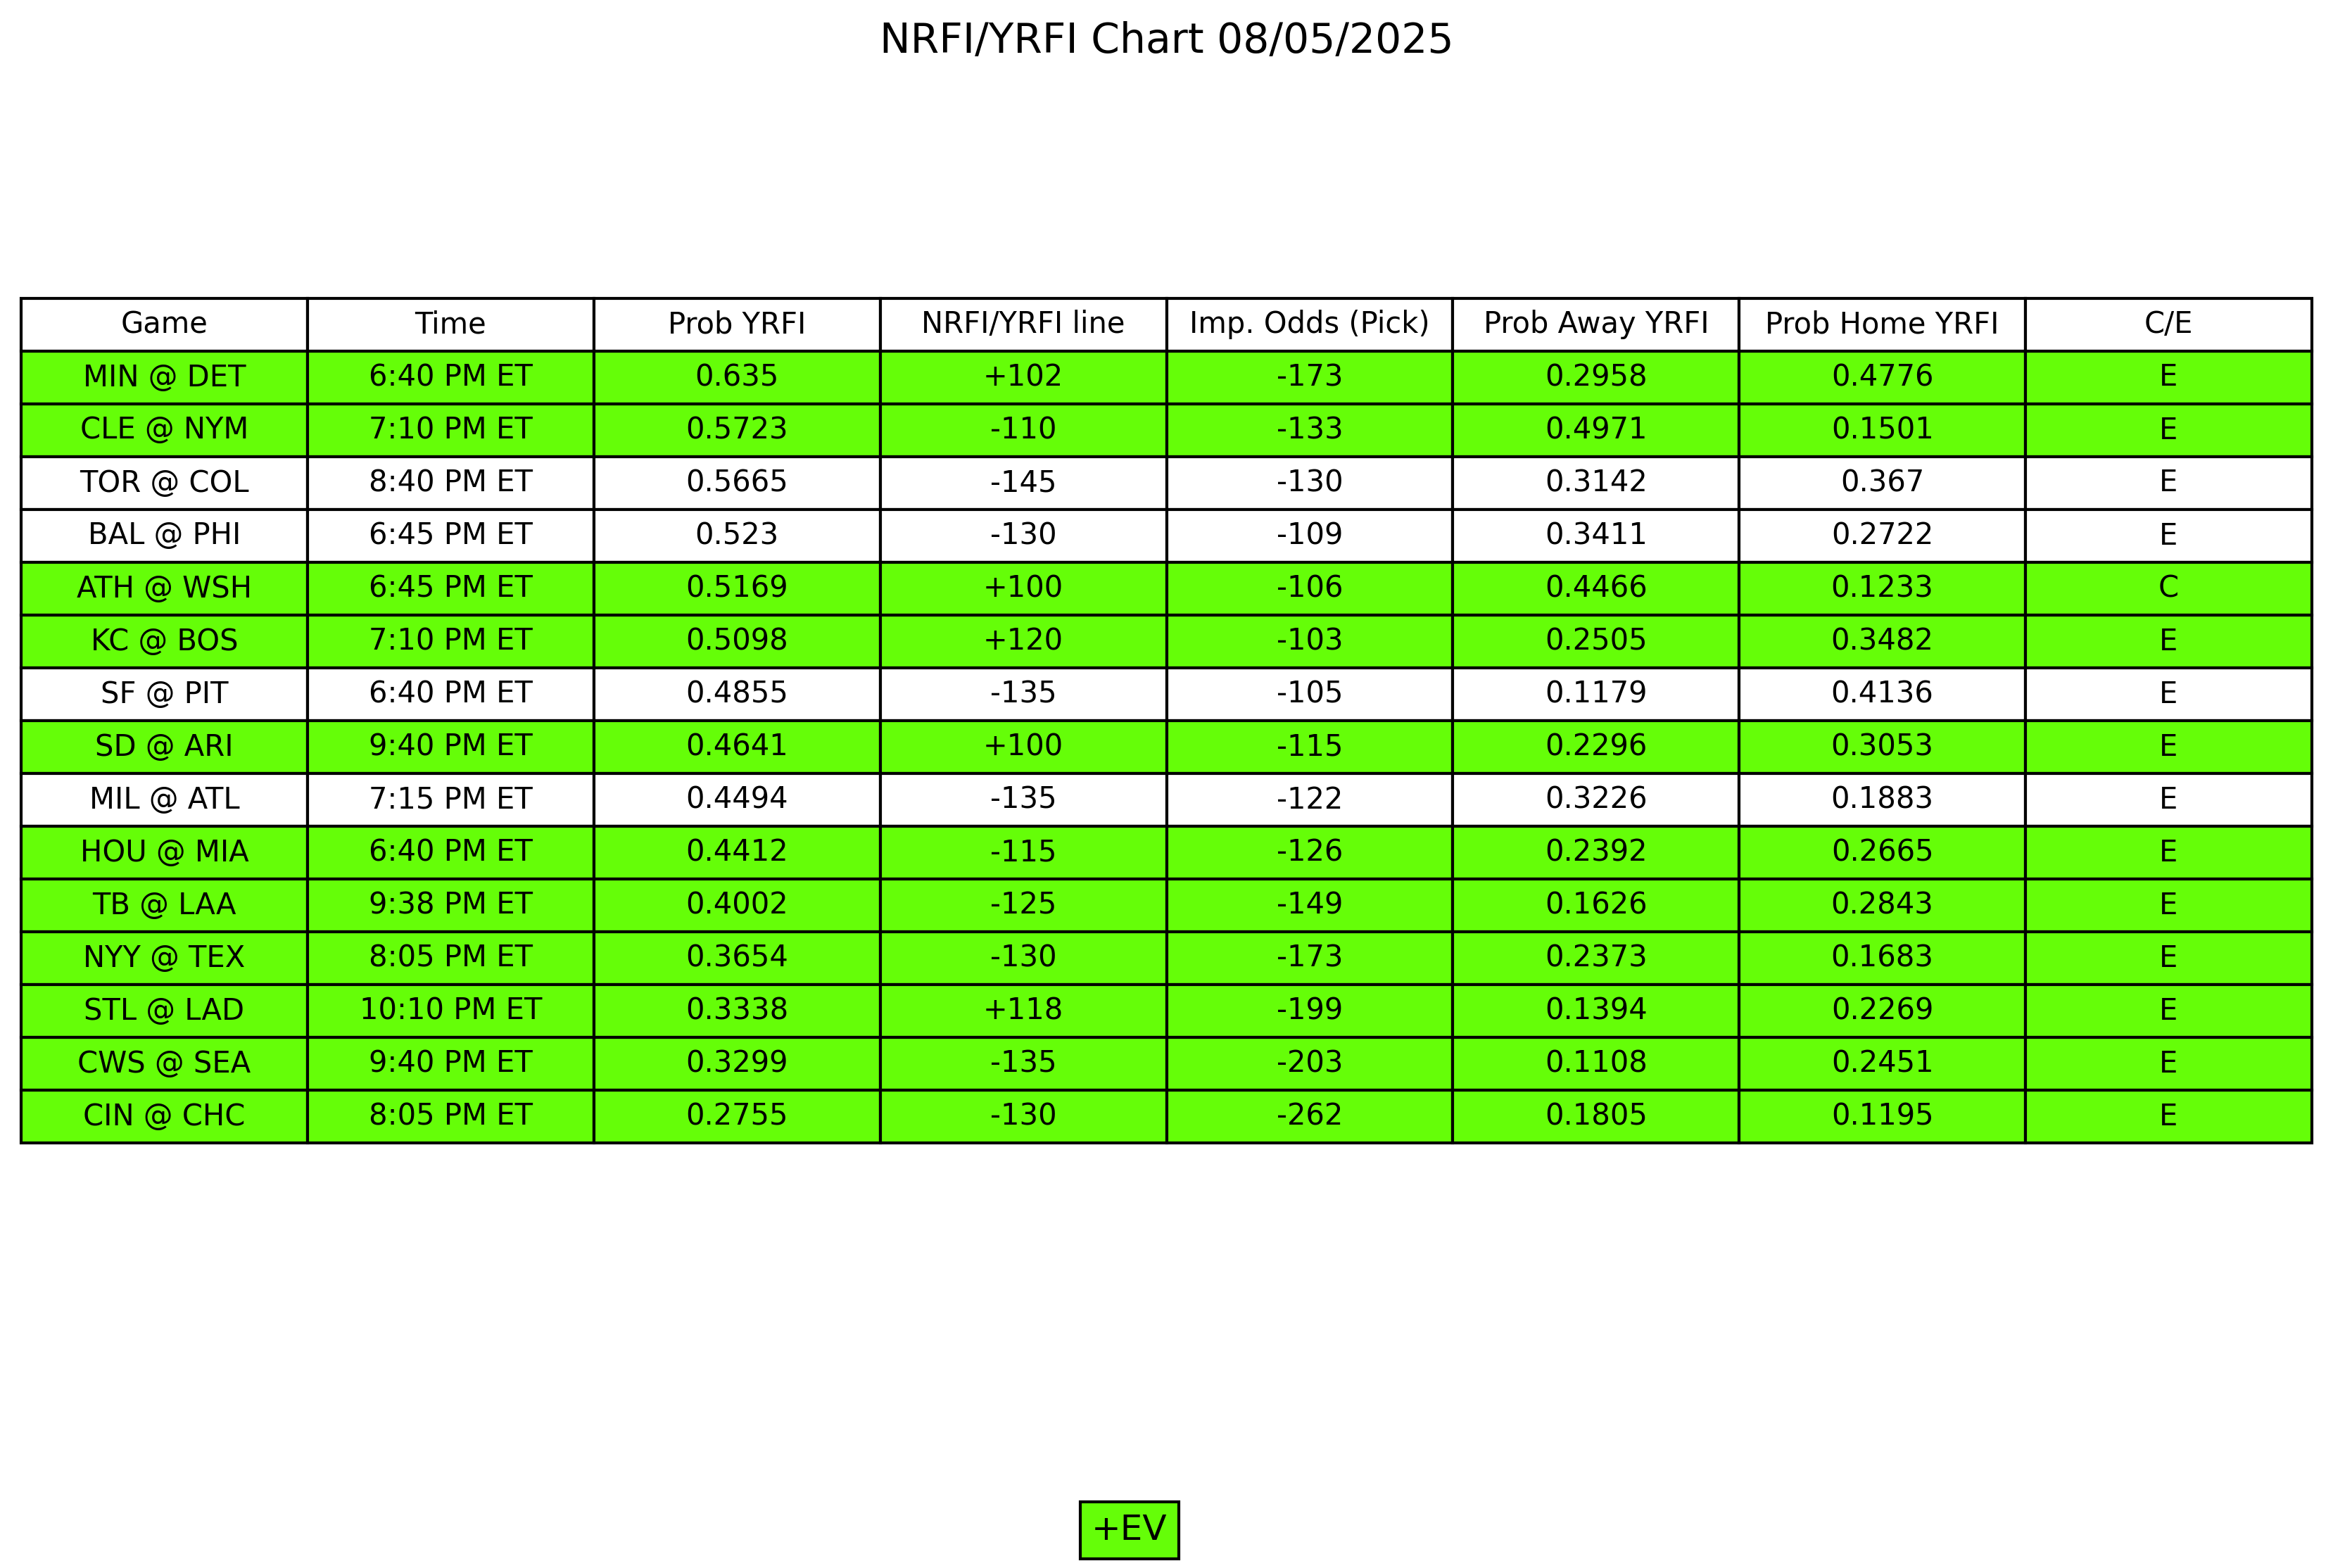 NRFI/YRFI Chart 08/05/2025
Game Time Prob YRFI NRFI/YRFI line Imp. Odds (Pick) Prob Away YRFI Prob Home YRFI C/E
MIN @ DET 6:40 PM ET 0.635 +102 -173 0.2958 0.4776 E
CLE @ NYM 7:10 PM ET 0.5723 -110 -133 0.4971 0.1501 E
TOR @ COL 8:40 PM ET 0.5665 -145 -130 0.3142 0.367 E
BAL @ PHI 6:45 PM ET 0.523 -130 -109 0.3411 0.2722 E
ATH @ WSH 6:45 PM ET 0.5169 +100 -106 0.4466 0.1233 C
KC @ BOS 7:10 PM ET 0.5098 +120 -103 0.2505 0.3482 E
SF @ PIT 6:40 PM ET 0.4855 -135 -105 0.1179 0.4136 E
SD @ ARI 9:40 PM ET 0.4641 +100 -115 0.2296 0.3053 E
MIL @ ATL 7:15 PM ET 0.4494 -135 -122 0.3226 0.1883 E
HOU @ MIA 6:40 PM ET 0.4412 -115 -126 0.2392 0.2665 E
TB @ LAA 9:38 PM ET 0.4002 -125 -149 0.1626 0.2843 E
NYY @ TEX 8:05 PM ET 0.3654 -130 -173 0.2373 0.1683 E
STL @ LAD 10:10 PM ET 0.3338 +118 -199 0.1394 0.2269 E
CWS @ SEA 9:40 PM ET 0.3299 -135 -203 0.1108 0.2451 E
CIN @ CHC 8:05 PM ET 0.2755 -130 -262 0.1805 0.1195 E
+EV